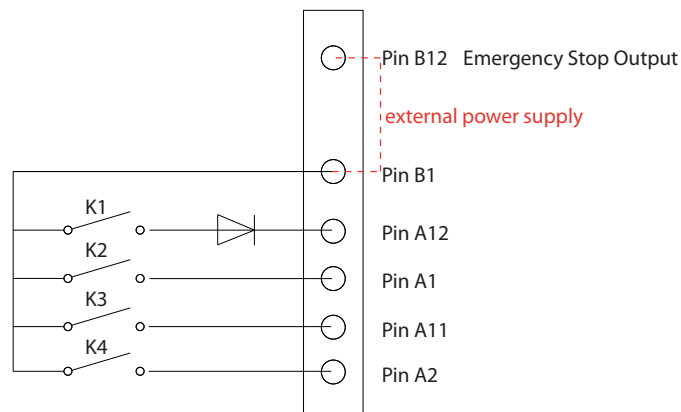 Pin B12 Emergency Stop Output
external power supply
Pin B1
K1
Pin A12
K2
Pin A1
K3
Pin A11
K4
Pin A2